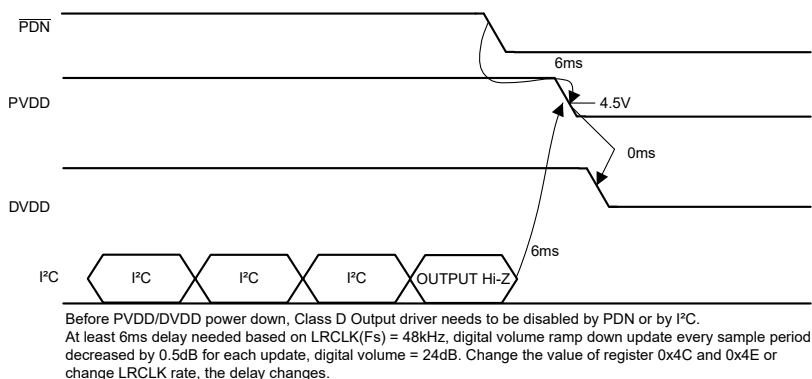 PDN
6ms
PVDD
4.5V
0ms
DVDD
6ms
I²C
I²C
I²C
I²C
OUTPUT Hi-Z
Before PVDD/DVDD power down, Class D Output driver needs to be disabled by PDN or by I²C.
At least 6ms delay needed based on LRCLK(Fs) = 48kHz, digital volume ramp down update every sample period,
decreased by 0.5dB for each update, digital volume = 24dB. Change the value of register 0x4C and 0x4E or
change LRCLK rate, the delay changes.